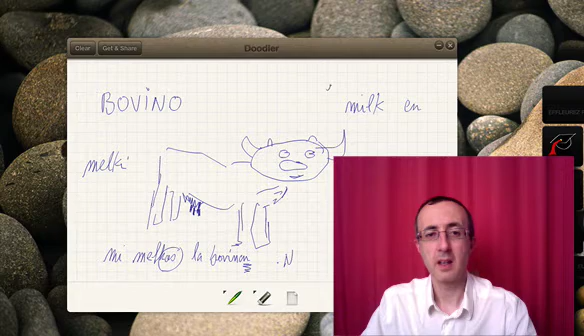 Doodler
Clear
Get & Share
BOVINO
milk en
melki
mi melkas la bovinon
.N